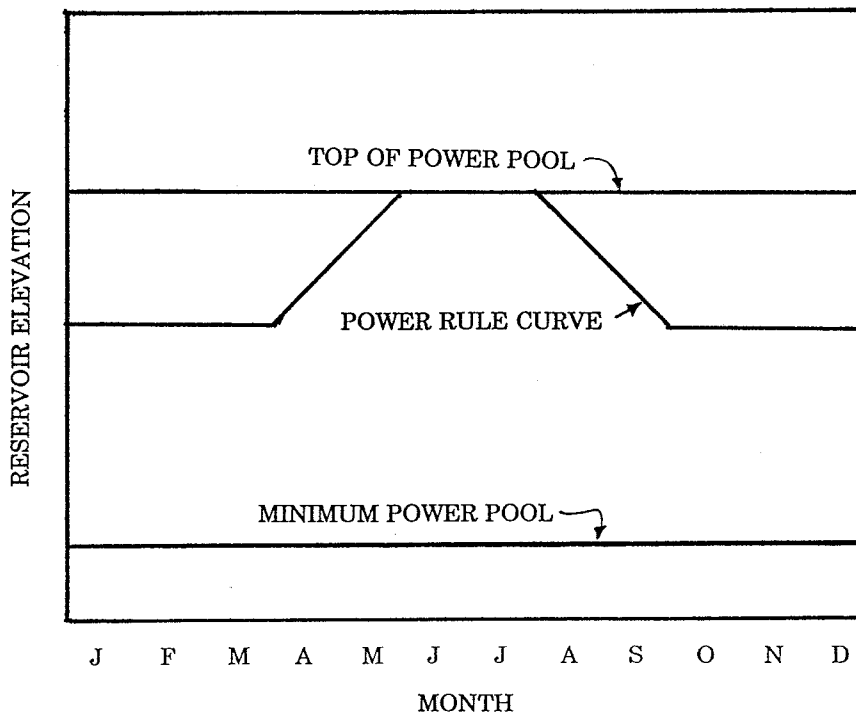 TOP OF POWER POOL
RESERVOIR ELEVATION
POWER RULE CURVE
MINIMUM POWER POOL
J F M A M J J A S O N D
MONTH